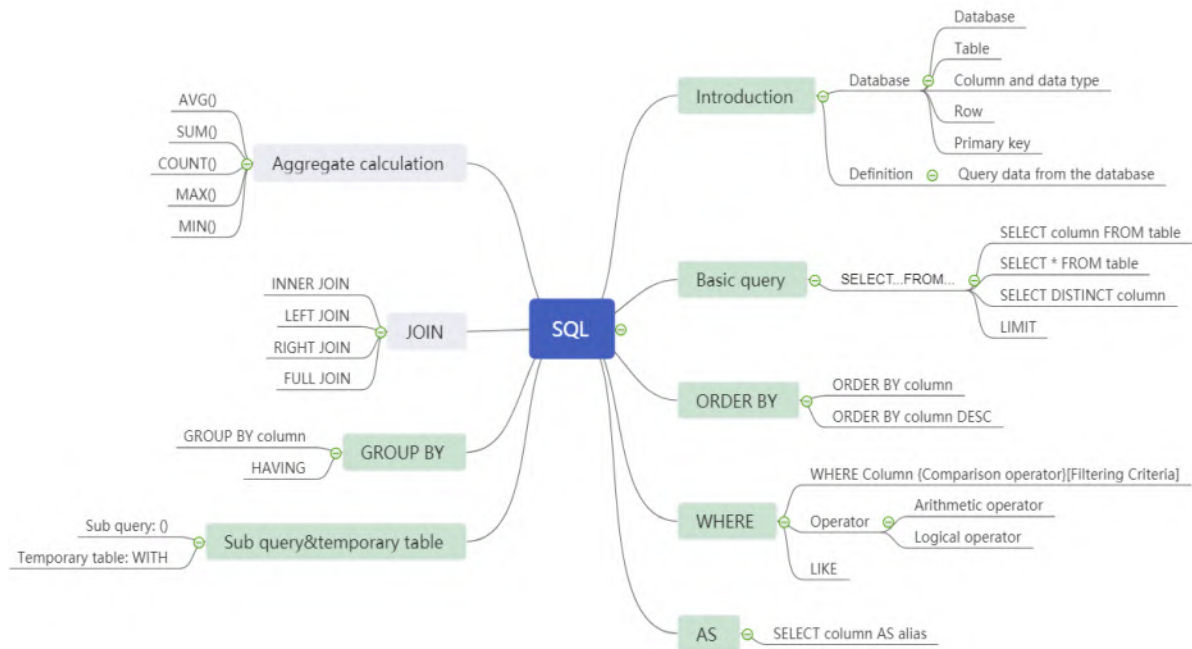 SQL
Introduction
Database
Database
Table
Column and data type
Row
Primary key
Definition
Query data from the database
Basic query
SELECT...FROM...
SELECT column FROM table
SELECT * FROM table
SELECT DISTINCT column
LIMIT
ORDER BY
ORDER BY column
ORDER BY column DESC
WHERE
WHERE Column {Comparison operator}[Filtering Criteria]
Operator
Arithmetic operator
Logical operator
LIKE
AS
SELECT column AS alias
Aggregate calculation
AVG()
SUM()
COUNT()
MAX()
MIN()
JOIN
INNER JOIN
LEFT JOIN
RIGHT JOIN
FULL JOIN
GROUP BY
GROUP BY column
HAVING
Sub query&temporary table
Sub query: ()
Temporary table: WITH